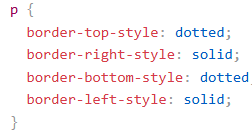 p {
  border-top-style: dotted;
  border-right-style: solid;
  border-bottom-style: dotted
  border-left-style: solid;
}